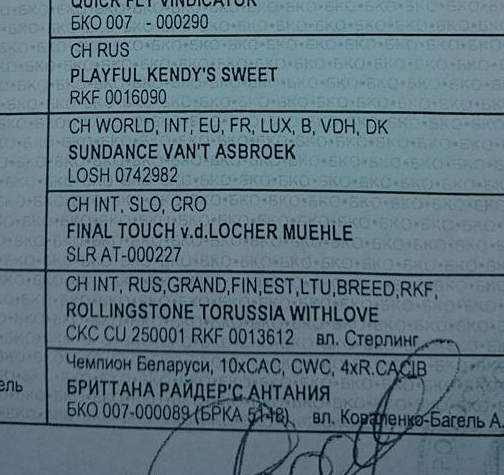 QUICK FLY VINDICATOR
БКО 007 - 000290
CH RUS
PLAYFUL KENDY'S SWEET
RKF 0016090
CH WORLD, INT, EU, FR, LUX, B, VDH, DK
SUNDANCE VAN'T ASBROEK
LOSH 0742982
CH INT, SLO, CRO
FINAL TOUCH v.d.LOCHER MUEHLE
SLR AT-000227
CH INT, RUS,GRAND,FIN,EST,LTU,BREED,RKF,
ROLLINGSTONE TORUSSIA WITHLOVE
CKC CU 250001 RKF 0013612 вл. Стерлинг
Чемпион Беларуси, 10xCAC, CWC, 4xR.CACIB
ель
БРИТТАНА РАЙДЕР'С АНТАНИЯ
БКО 007-000089 (БРКА 5148) вл. Коваленко-Багель А.